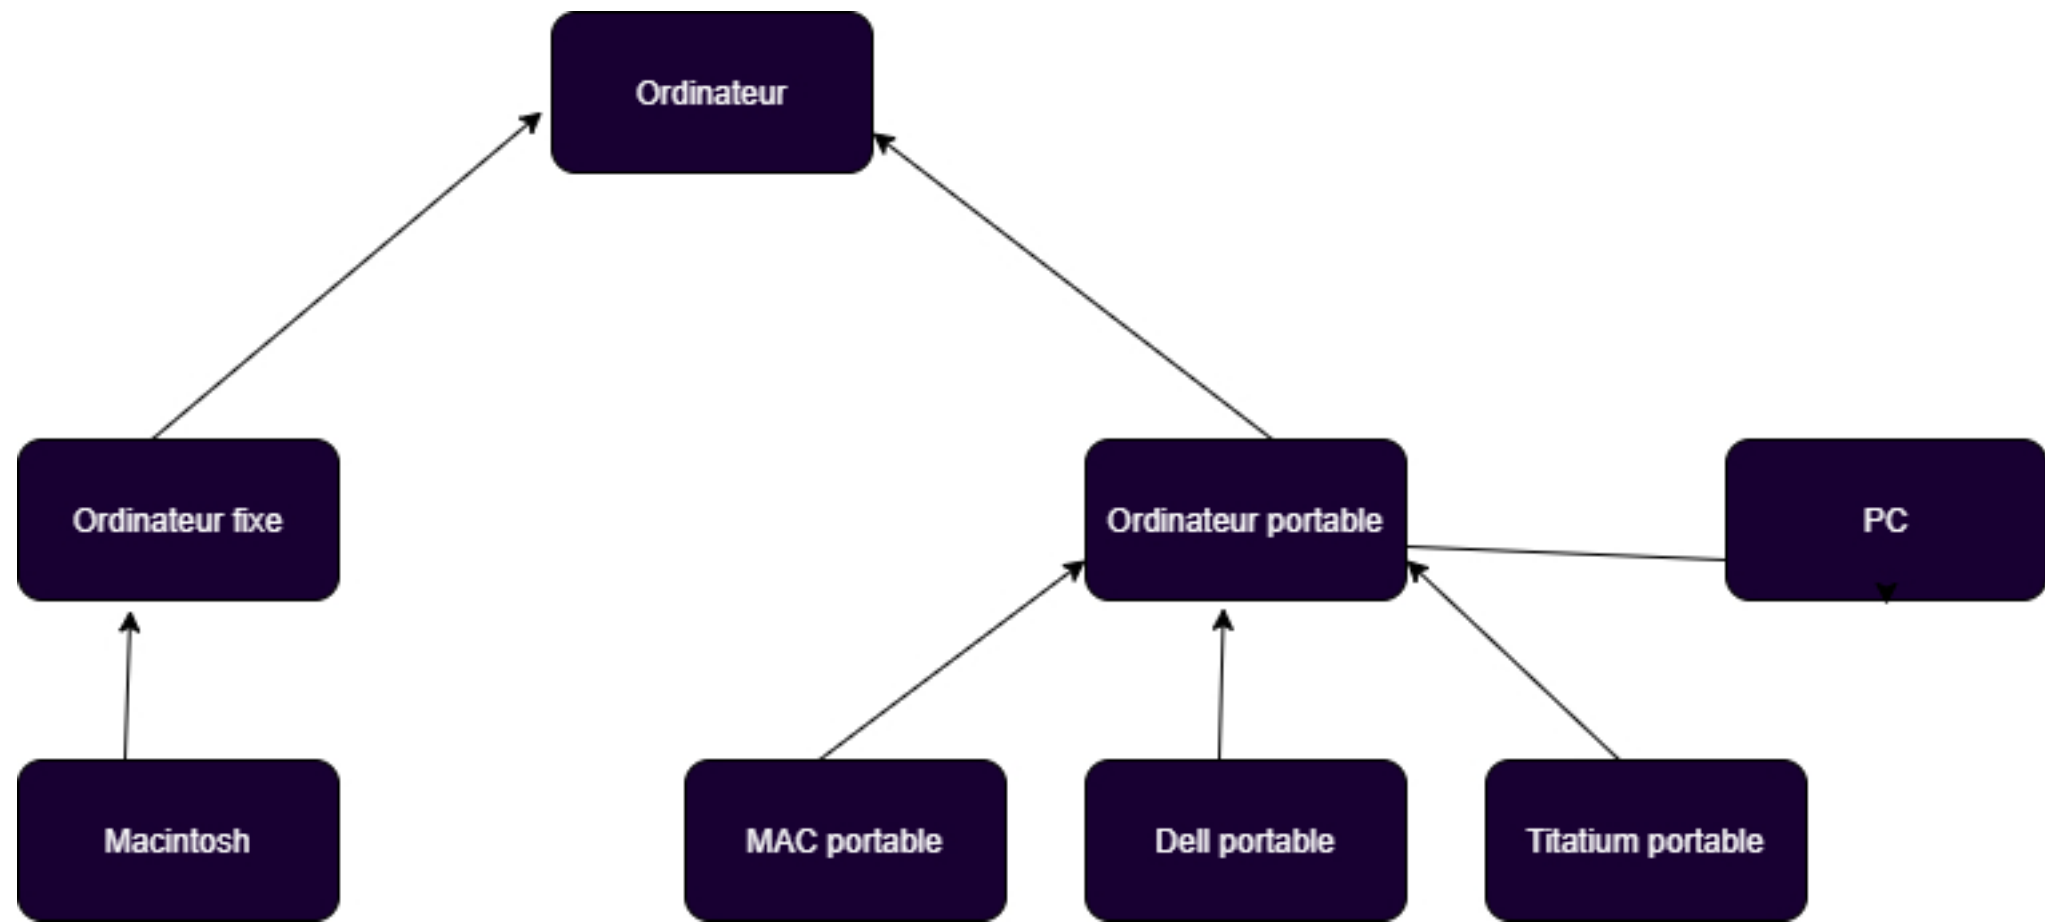 Ordinateur
Ordinateur fixe
Ordinateur portable
PC
Macintosh
MAC portable
Dell portable
Titatium portable